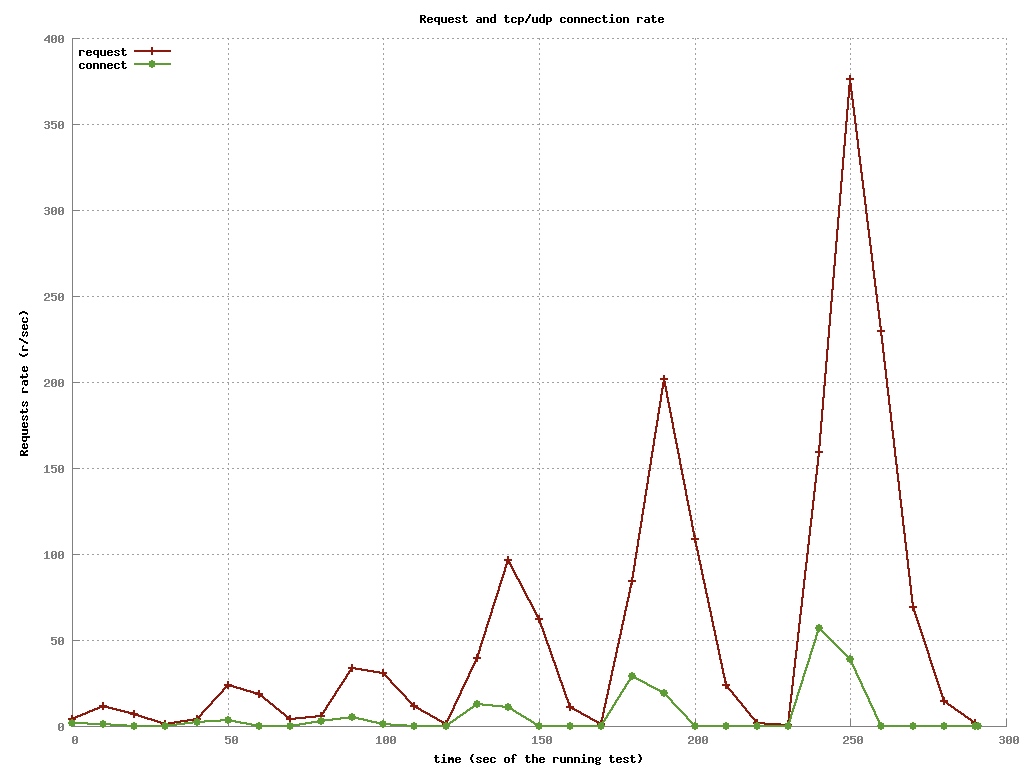 Request and tcp/udp connection rate
400
request
connect
350
300
250
Requests rate (r/sec)
200
150
100
50
0
0 50 100 150 200 250 300
time (sec of the running test)